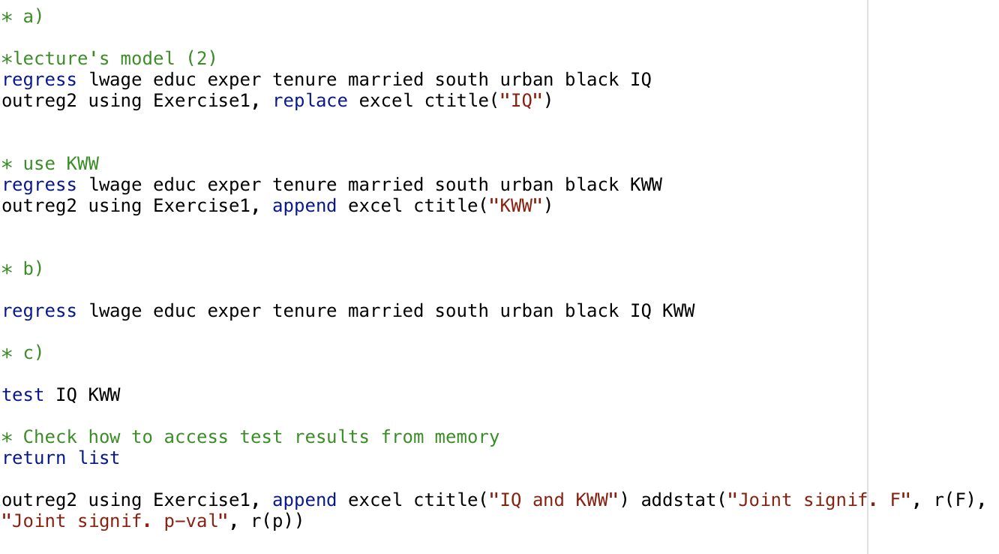 * a)
*lecture's model (2)
regress lwage educ exper tenure married south urban black IQ
outreg2 using Exercise1, replace excel ctitle("IQ")
* use KWW
regress lwage educ exper tenure married south urban black KWW
outreg2 using Exercise1, append excel ctitle("KWW")
* b)
regress lwage educ exper tenure married south urban black IQ KWW
* c)
test IQ KWW
* Check how to access test results from memory
return list
outreg2 using Exercise1, append excel ctitle("IQ and KWW") addstat("Joint signif. F", r(F),
"Joint signif. p-val", r(p))